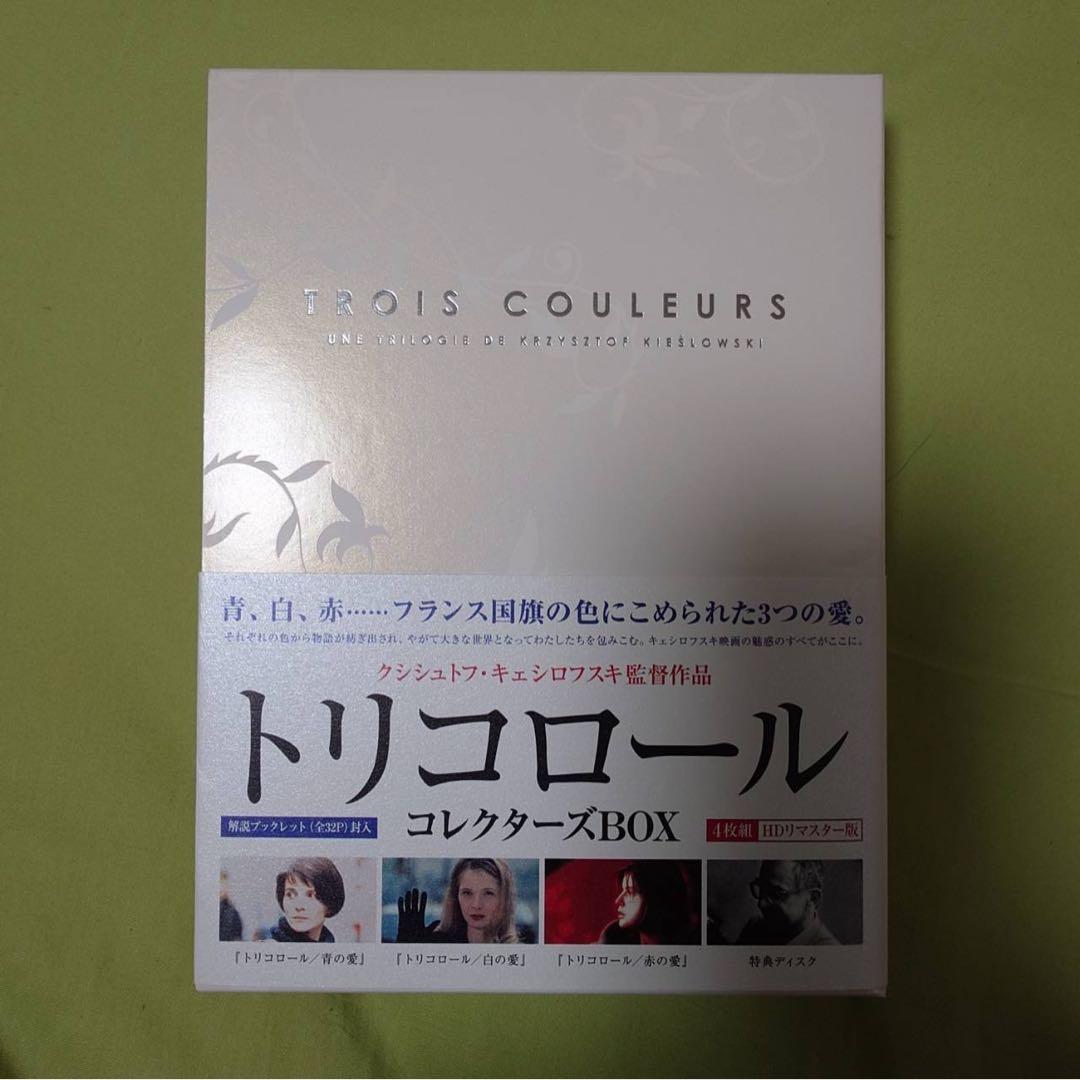 TROIS COULEURS
UNE TRILOGIE DE KRZYSZTOF KIEŚLOWSKI
青、白、赤……フランス国旗の色にこめられた3つの愛。
それぞれの色から物語が紡ぎ出され、やがて大きな世界となってわたしたちを包みこむ。キェシロフスキ映画の魅惑のすべてがここに。
クシシュトフ・キェシロフスキ監督作品
トリコロール
解説ブックレット(全32P)封入
コレクターズBOX
4枚組 HDリマスター版
『トリコロール/青の愛』
『トリコロール/白の愛』
『トリコロール/赤の愛』
特典ディスク